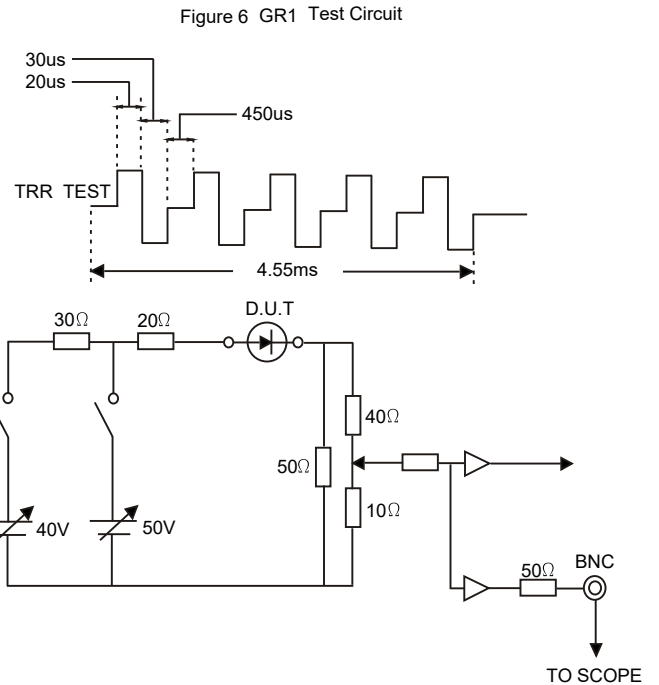 Figure 6 GR1 Test Circuit
30us
20us
450us
TRR TEST
4.55ms
D.U.T
30Ω
20Ω
40Ω
50Ω
10Ω
40V
50V
50Ω
BNC
TO SCOPE